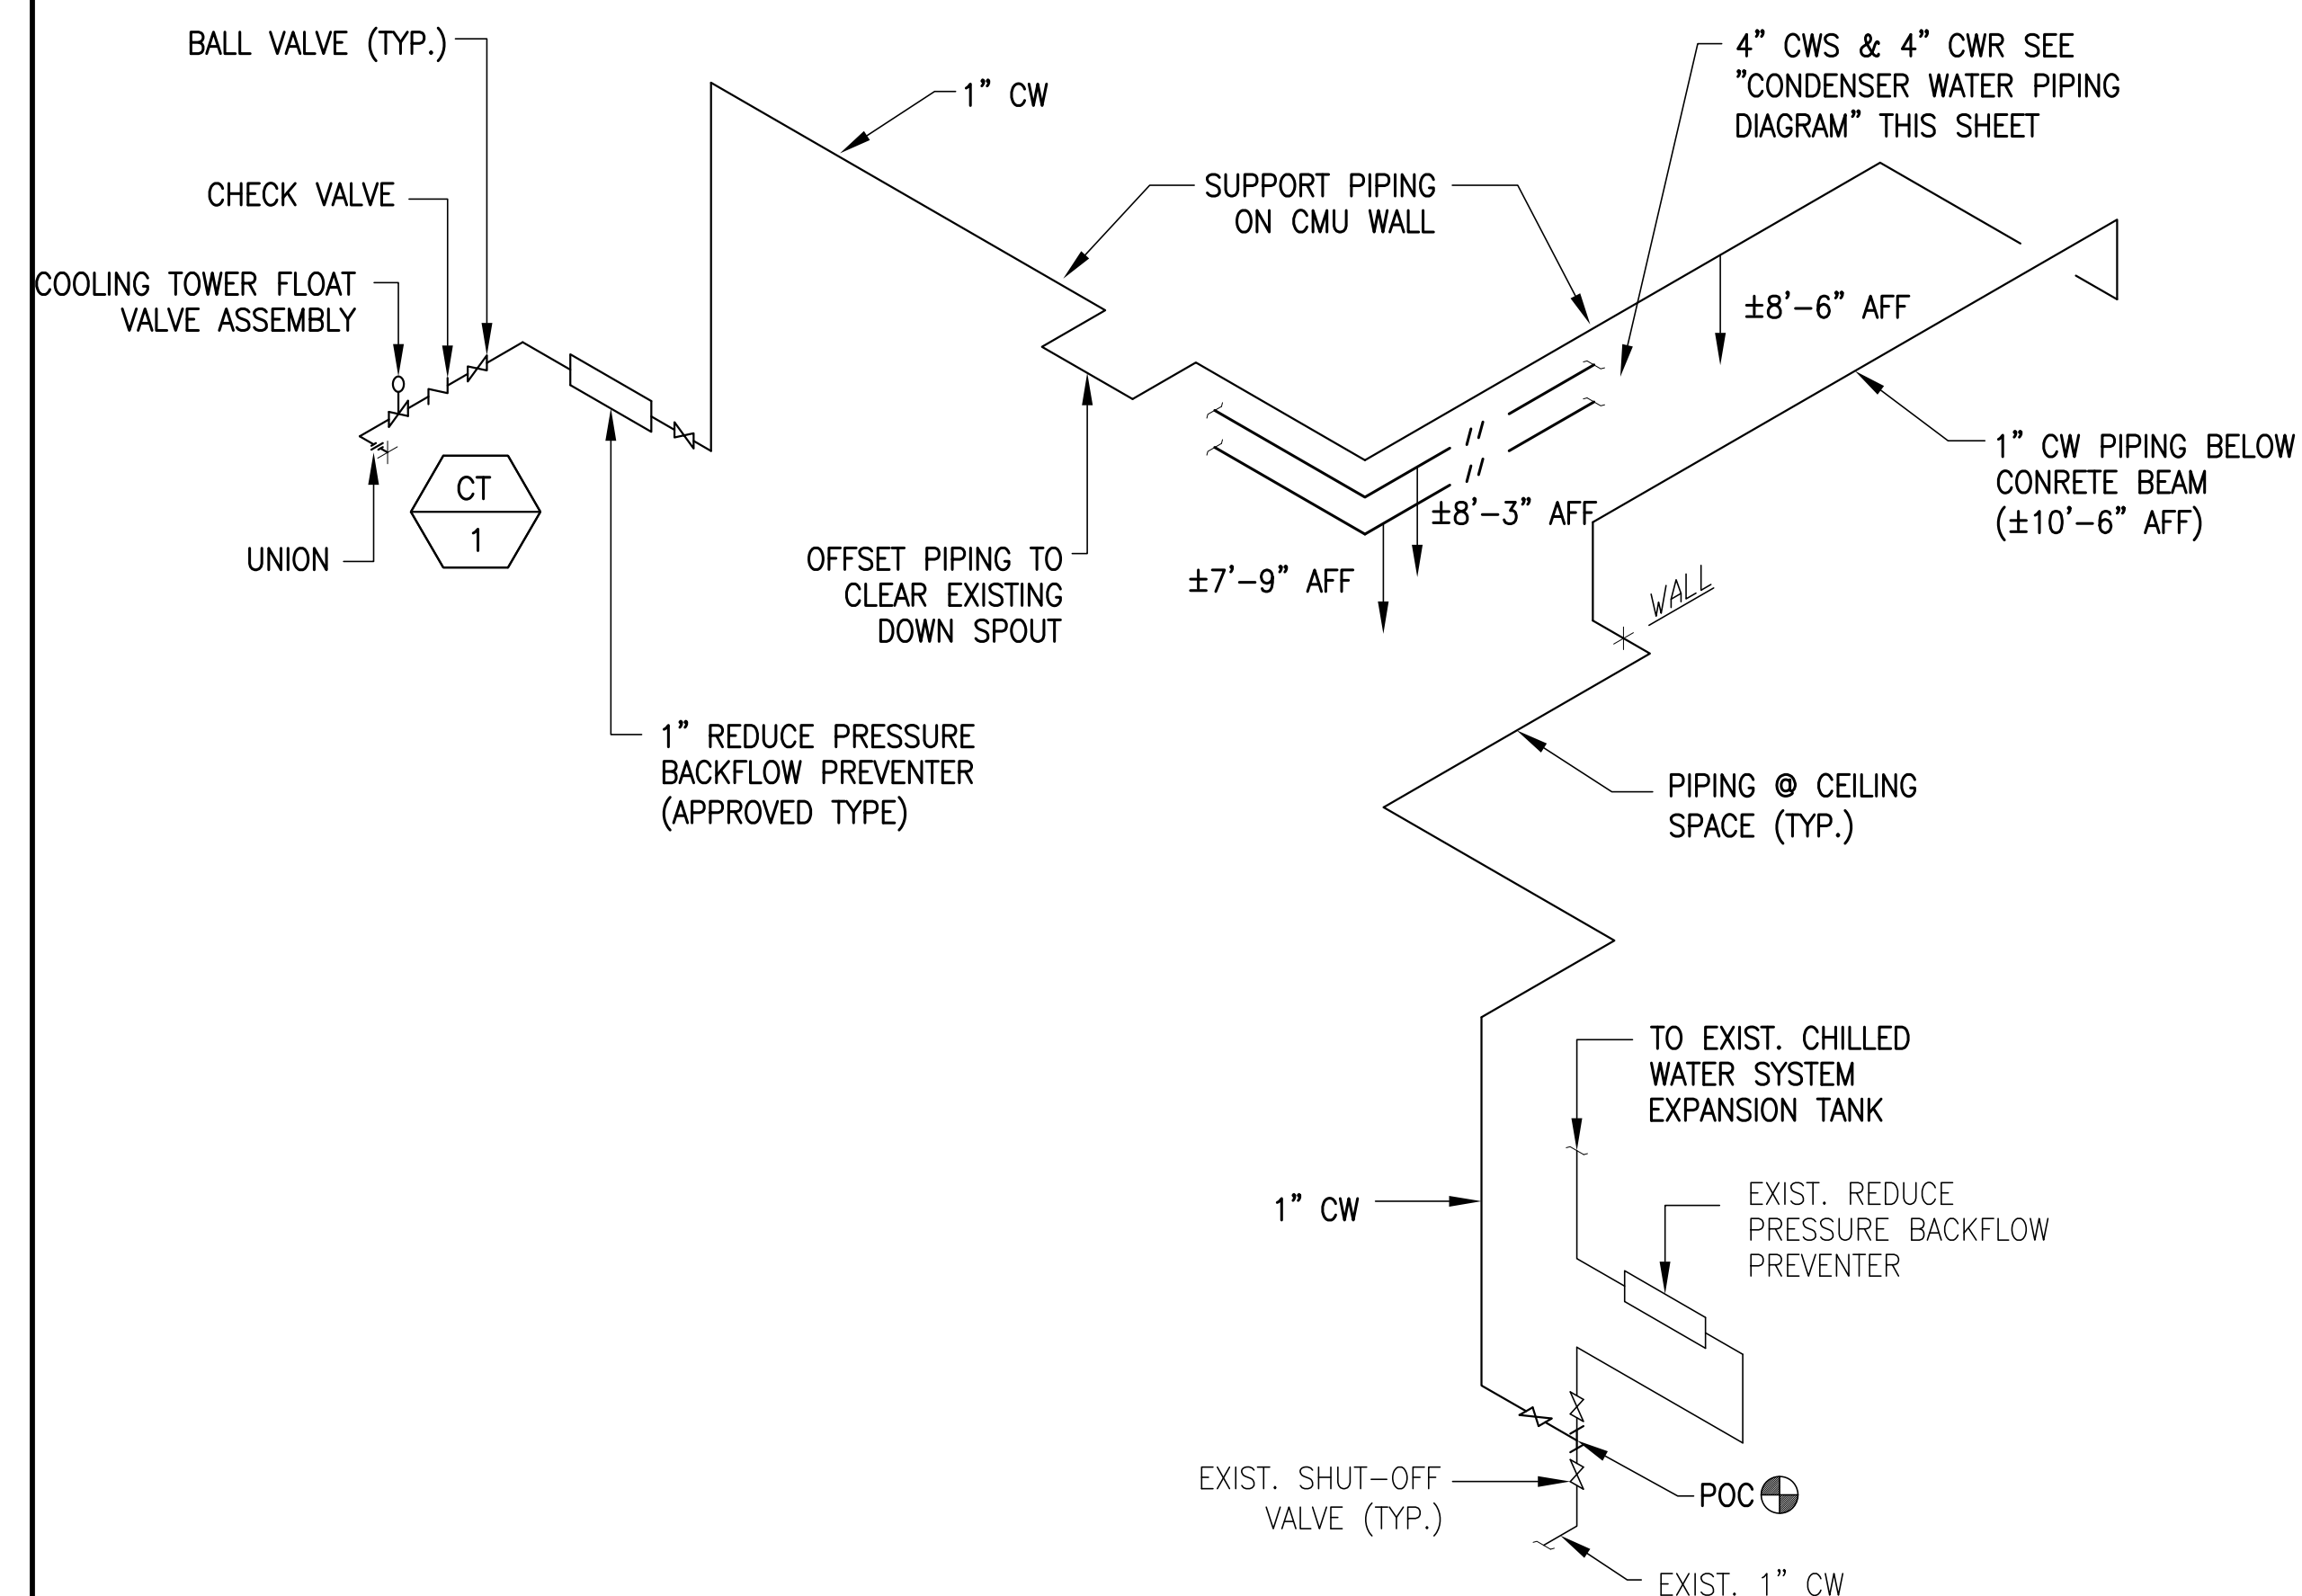 BALL VALVE (TYP.)
CHECK VALVE
COOLING TOWER FLOAT
VALVE ASSEMBLY
UNION
CT
1
1" CW
SUPPORT PIPING
ON CMU WALL
4" CWS & 4" CWR SEE
"CONDENSER WATER PIPING
DIAGRAM" THIS SHEET
±8'-6" AFF
±8'-3" AFF
±7'-9" AFF
1" CW PIPING BELOW
CONRETE BEAM
(±10'-6" AFF)
OFFSET PIPING TO
CLEAR EXISTING
DOWN SPOUT
WALL
1" REDUCE PRESSURE
BACKFLOW PREVENTER
(APPROVED TYPE)
PIPING @ CEILING
SPACE (TYP.)
TO EXIST. CHILLED
WATER SYSTEM
EXPANSION TANK
1" CW
EXIST. REDUCE
PRESSURE BACKFLOW
PREVENTER
EXIST. SHUT-OFF
VALVE (TYP.)
POC
EXIST. 1" CW